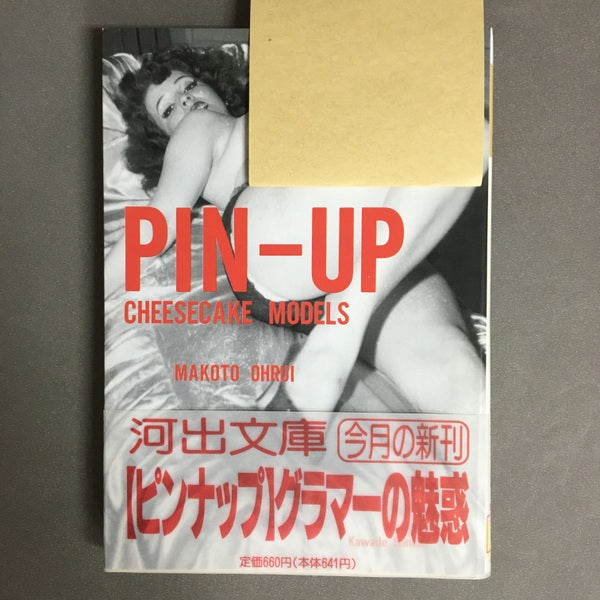 PIN-UP
CHEESECAKE MODELS
MAKOTO OHRUI
河出文庫 今月の新刊
【ピンナップ】グラマーの魅惑
Kawade
定価660円(本体641円)